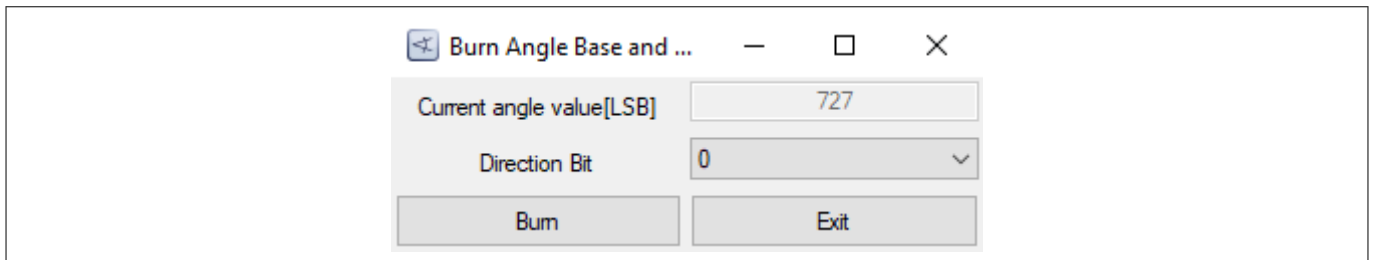 Burn Angle Base and ...
Current angle value[LSB] 727
Direction Bit 0
Burn Exit